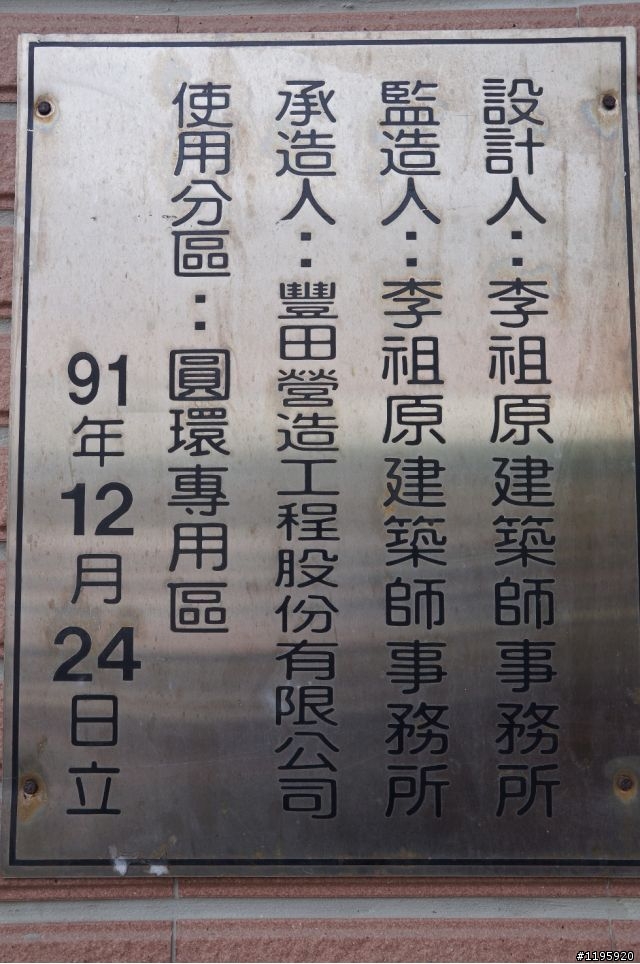 設計人：李祖原建築師事務所
監造人：李祖原建築師事務所
承造人：豐田營造工程股份有限公司
使用分區：圓環專用區
91年12月24日立
#1195920